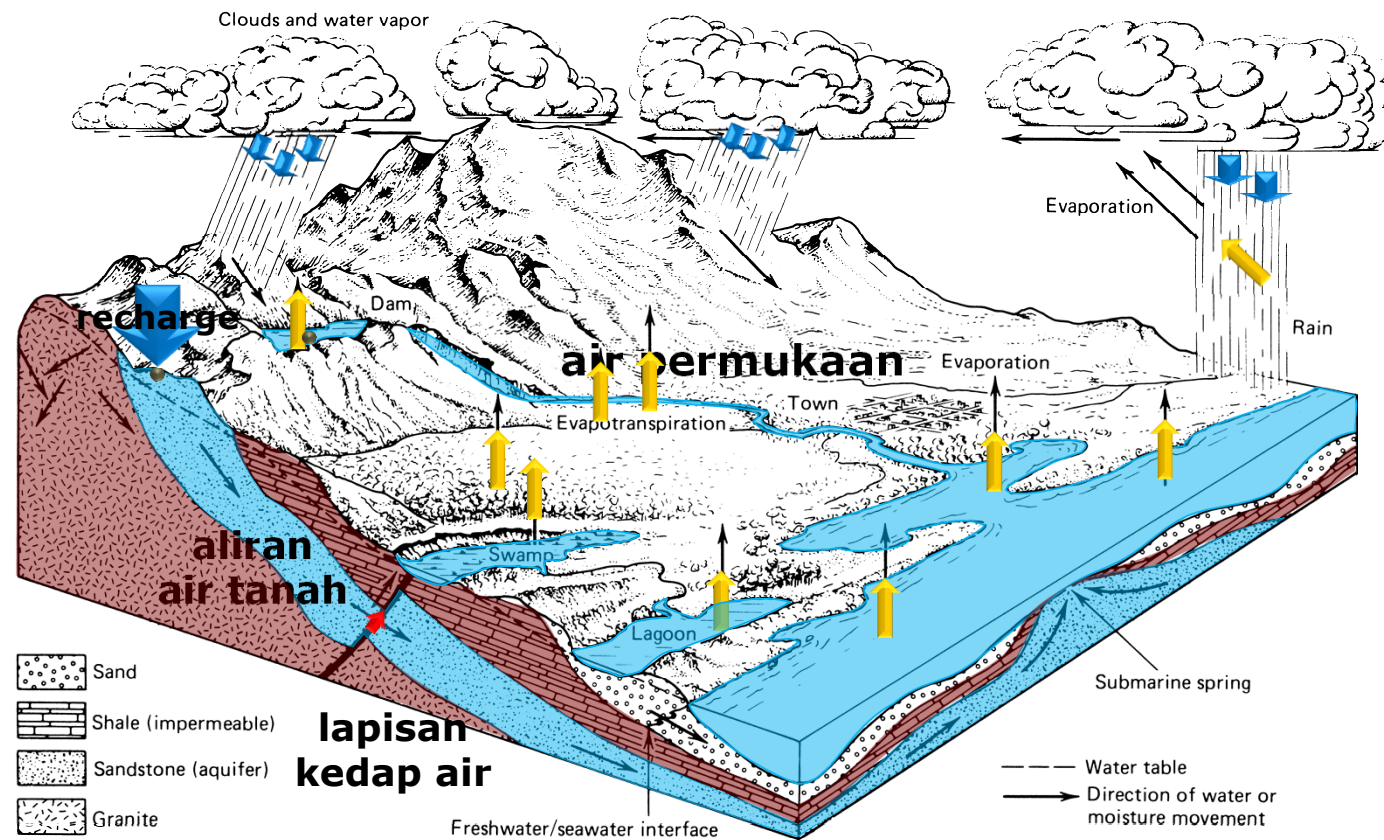 Clouds and water vapor
Evaporation
recharge
Dam
Rain
air permukaan
Evaporation
Town
Evapotranspiration
aliran
air tanah
Swamp
Lagoon
Sand
Shale (impermeable)
Sandstone (aquifer)
Granite
lapisan
kedap air
Freshwater/seawater interface
Submarine spring
Water table
Direction of water or
moisture movement